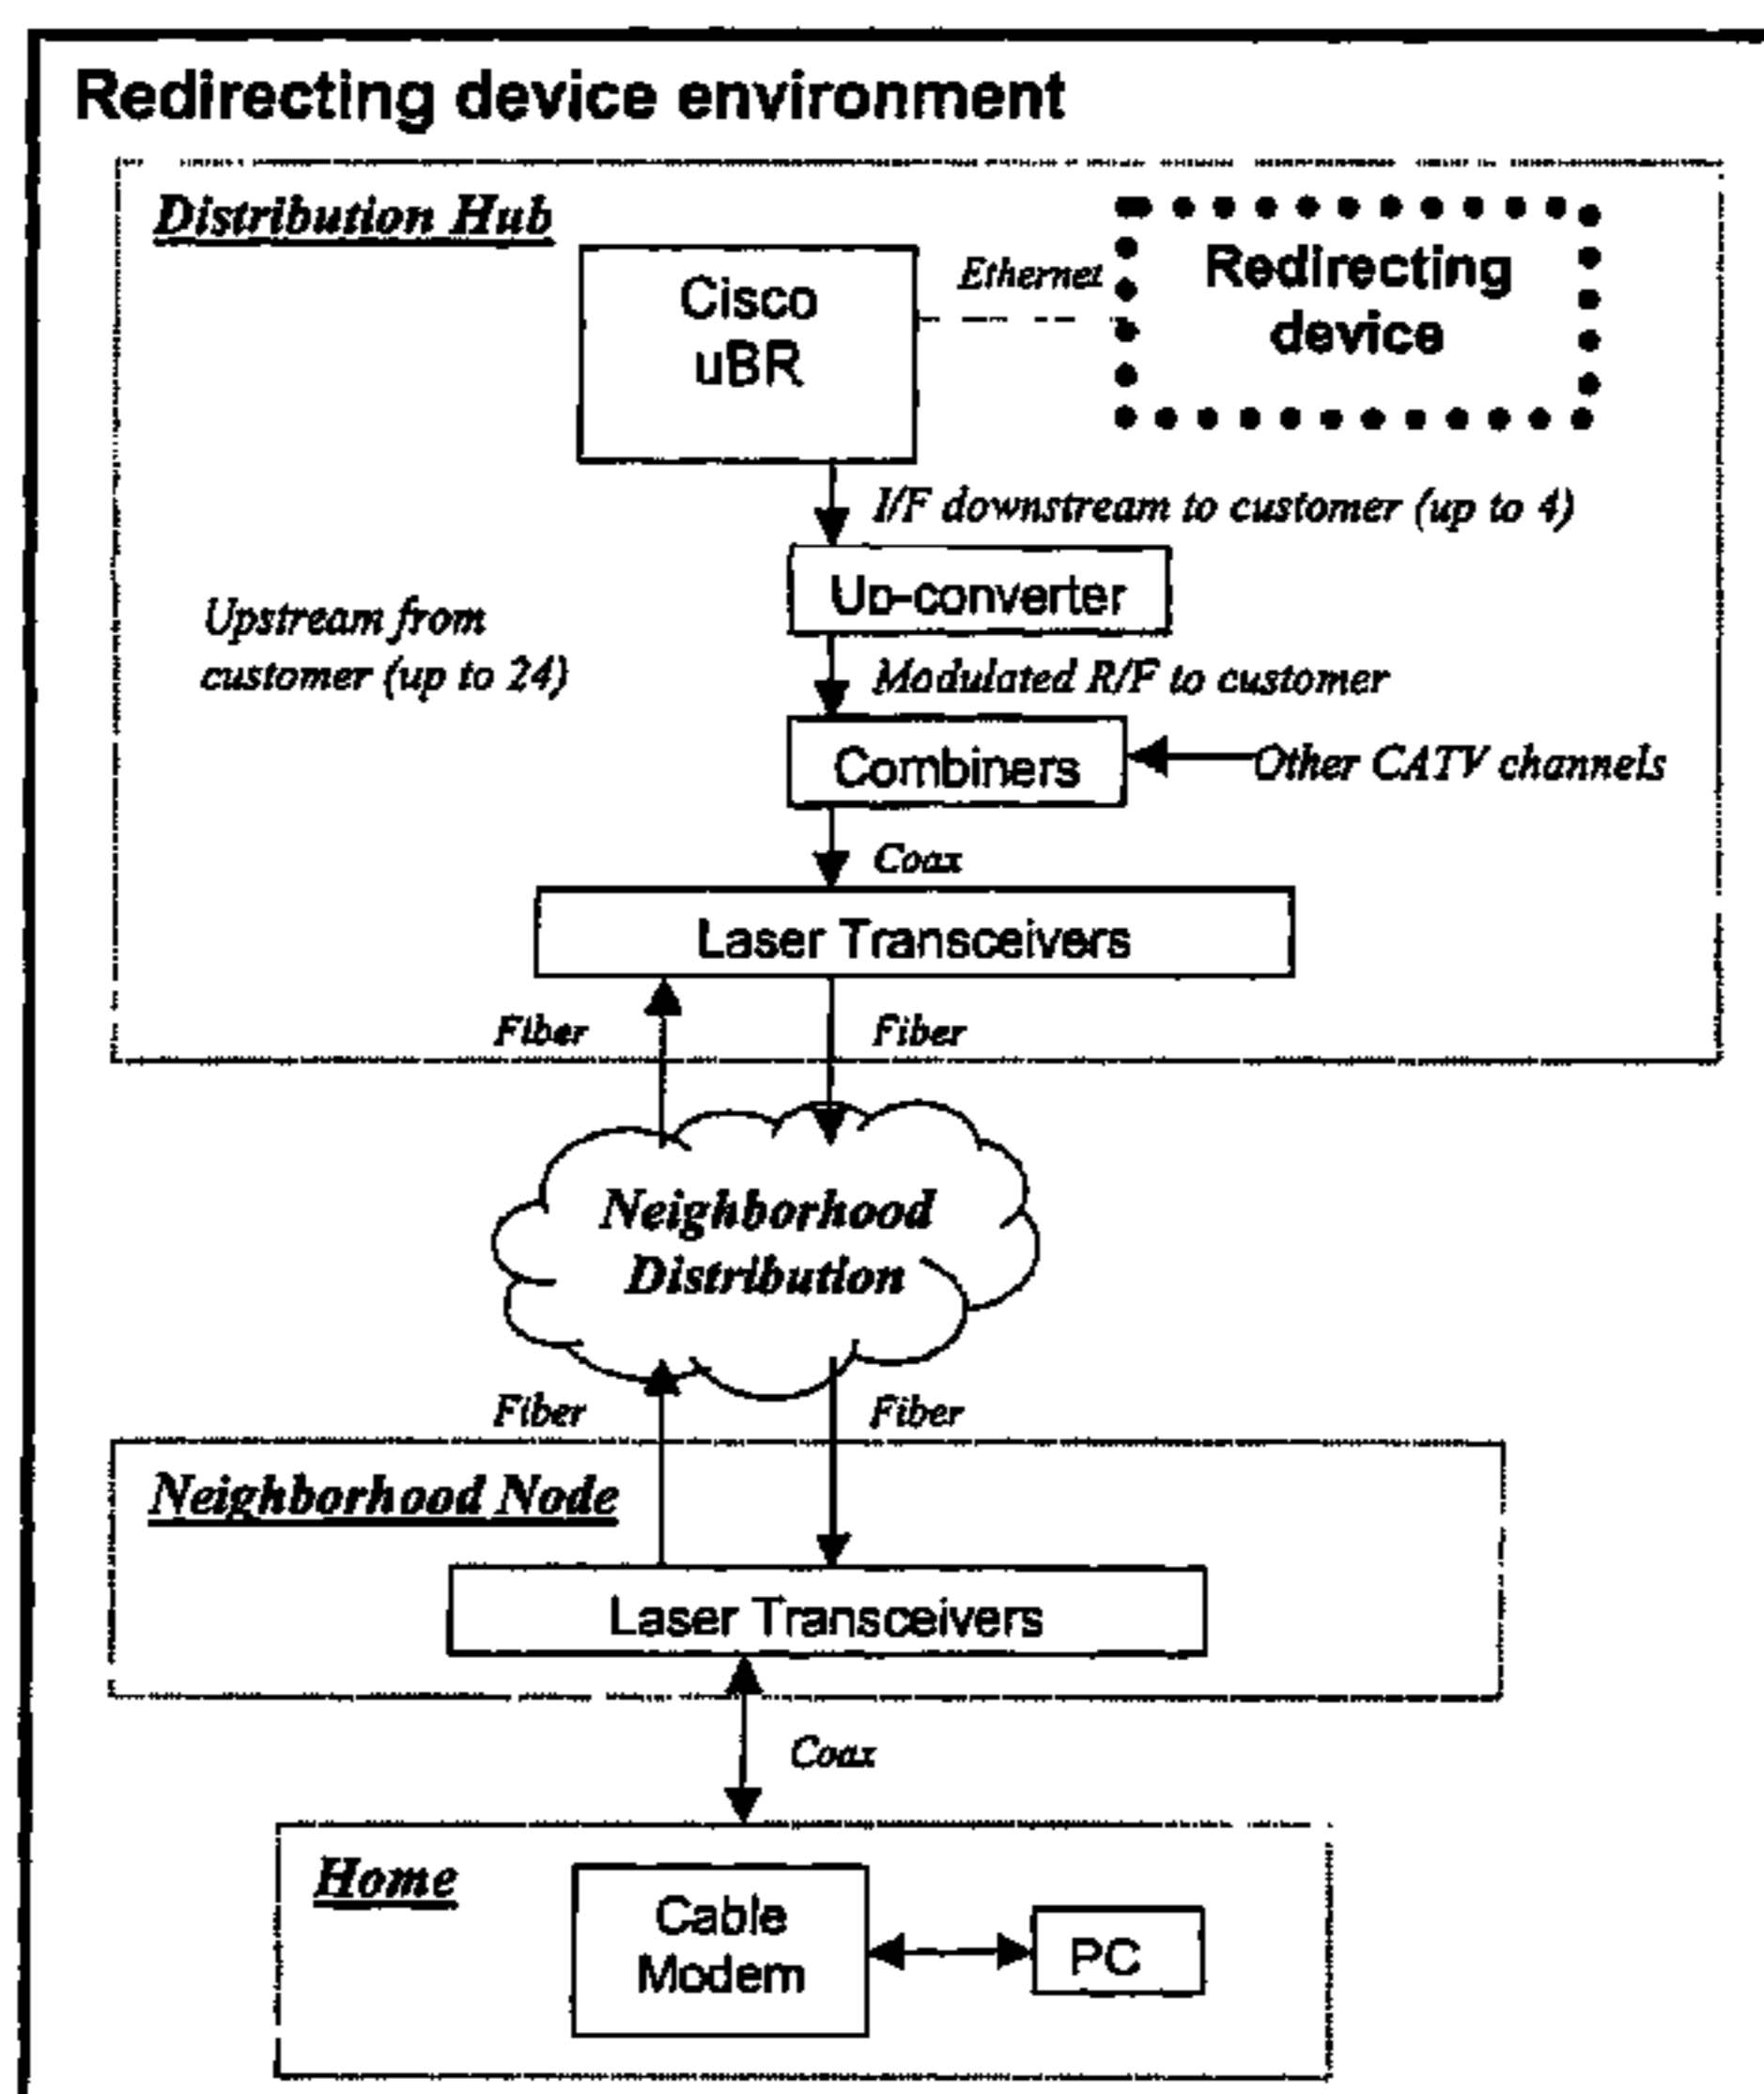 Redirecting device environment
Distribution Hub
Cisco
uBR
Ethernet
Redirecting
device
I/F downstream to customer (up to 4)
Up-converter
Upstream from
customer (up to 24)
Modulated R/F to customer
Combiners
Other CATV channels
Coax
Laser Transceivers
Fiber
Fiber
Neighborhood
Distribution
Fiber
Fiber
Neighborhood Node
Laser Transceivers
Coax
Home
Cable
Modem
PC